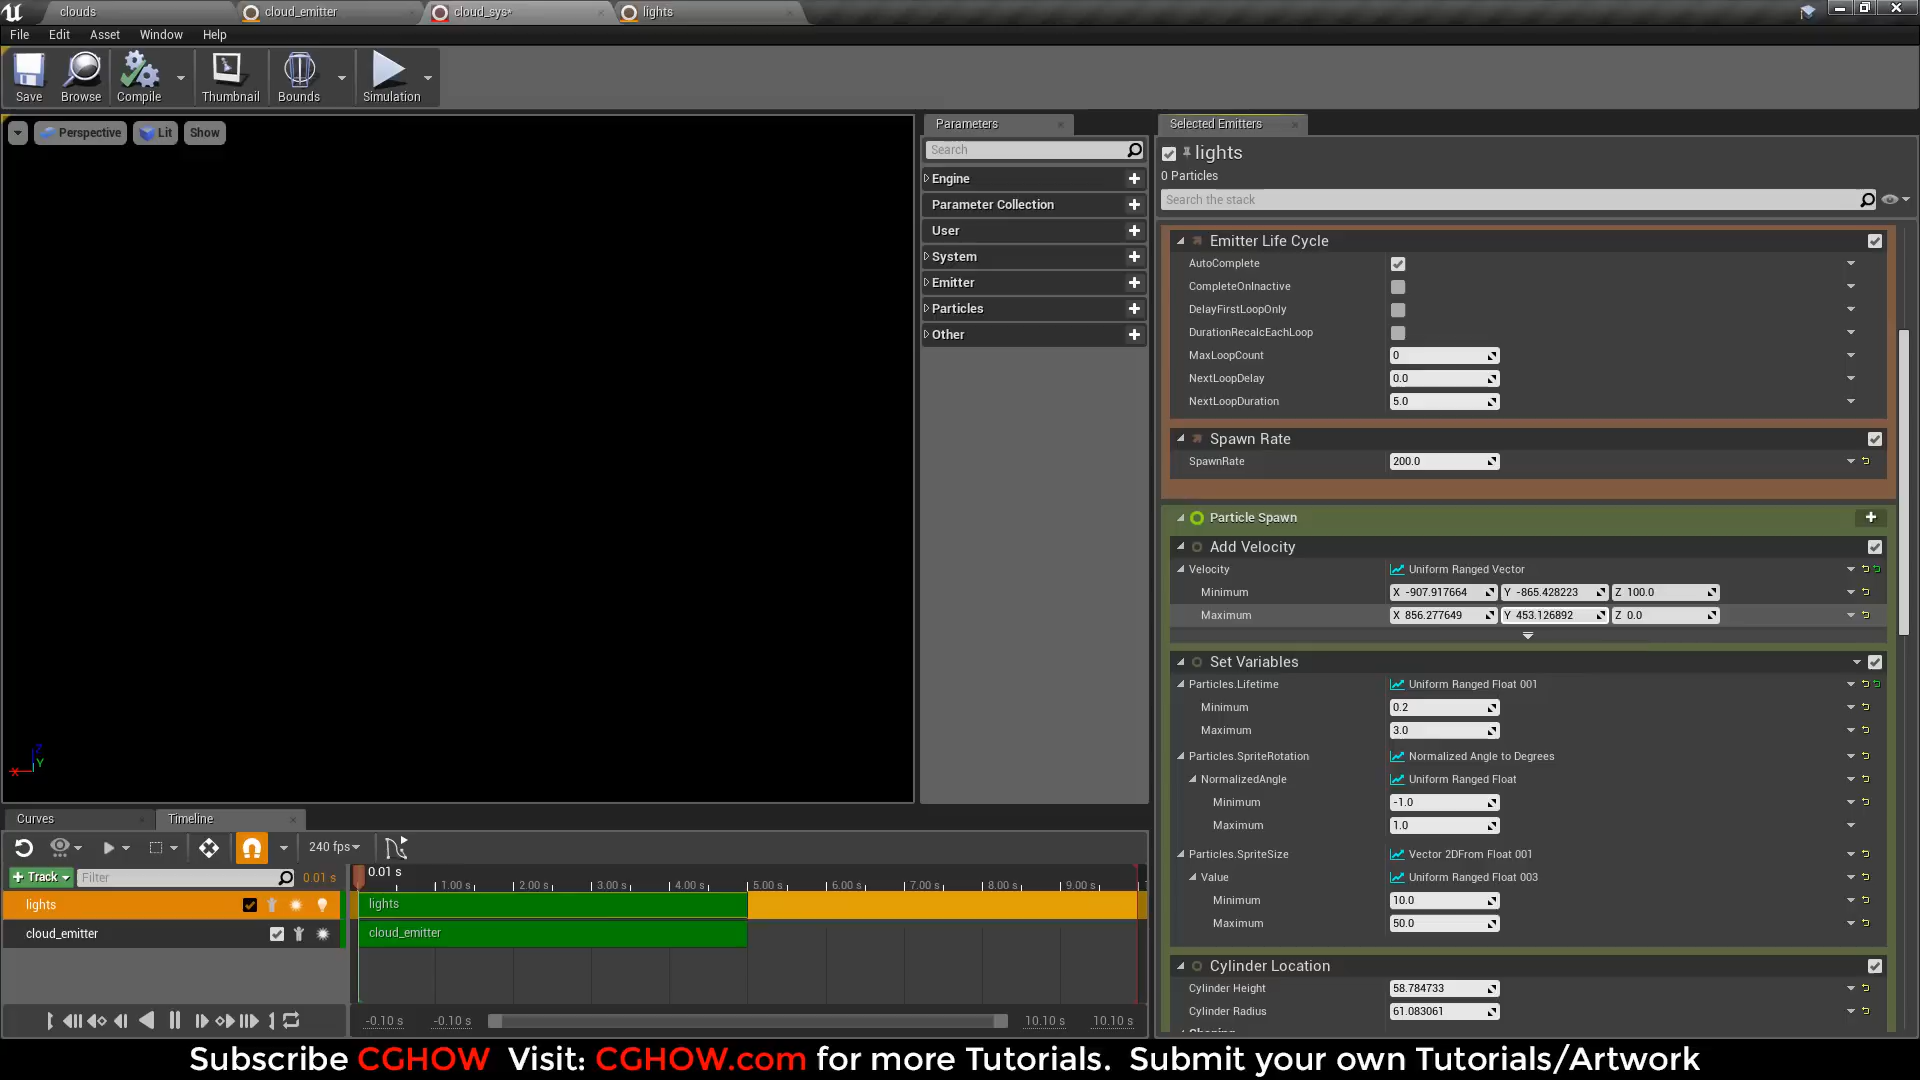 clouds cloud_emitter cloud_sys* lights
File Edit Asset Window Help
Save Browse Compile Thumbnail Bounds Simulation
Perspective Lit Show
Parameters
Search
Engine
Parameter Collection
User
System
Emitter
Particles
Other
Selected Emitters
lights
0 Particles
Search the stack
Emitter Life Cycle
AutoComplete
CompleteOnInactive
DelayFirstLoopOnly
DurationRecalcEachLoop
MaxLoopCount 0
NextLoopDelay 0.0
NextLoopDuration 5.0
Spawn Rate
SpawnRate 200.0
Particle Spawn
Add Velocity
Velocity Uniform Ranged Vector
Minimum X -907.917664 Y -865.428223 Z 100.0
Maximum X 856.277649 Y 453.126892 Z 0.0
Set Variables
Particles.Lifetime Uniform Ranged Float 001
Minimum 0.2
Maximum 3.0
Particles.SpriteRotation Normalized Angle to Degrees
NormalizedAngle Uniform Ranged Float
Minimum -1.0
Maximum 1.0
Particles.SpriteSize Vector 2DFrom Float 001
Value Uniform Ranged Float 003
Minimum 10.0
Maximum 50.0
Cylinder Location
Cylinder Height 58.784733
Cylinder Radius 61.083061
Z
X Y
Curves Timeline
240 fps
Track Filter 0.01 s
0.01 s
1.00 s 2.00 s 3.00 s 4.00 s 5.00 s 6.00 s 7.00 s 8.00 s 9.00 s
lights lights
cloud_emitter cloud_emitter
-0.10 s -0.10 s 10.10 s 10.10 s
Subscribe CGHOW Visit: CGHOW.com for more Tutorials. Submit your own Tutorials/Artwork